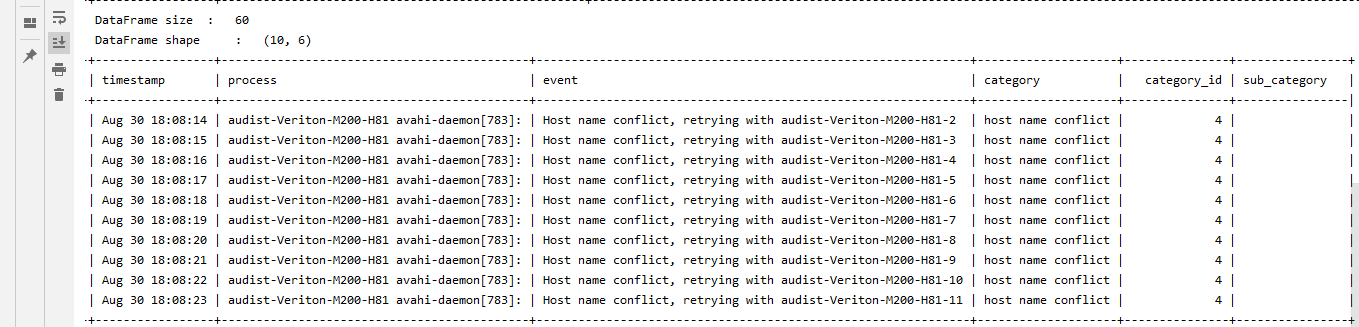 DataFrame size  :   60
DataFrame shape     :   (10, 6)
+-----------------+--------------------------------------------+-------------------------------------------------------------+--------------------+---------------+----------------+
| timestamp       | process                                    | event                                                       | category           |   category_id | sub_category   |
+-----------------+--------------------------------------------+-------------------------------------------------------------+--------------------+---------------+----------------|
| Aug 30 18:08:14 | audist-Veriton-M200-H81 avahi-daemon[783]: | Host name conflict, retrying with audist-Veriton-M200-H81-2 | host name conflict |             4 |                |
| Aug 30 18:08:15 | audist-Veriton-M200-H81 avahi-daemon[783]: | Host name conflict, retrying with audist-Veriton-M200-H81-3 | host name conflict |             4 |                |
| Aug 30 18:08:16 | audist-Veriton-M200-H81 avahi-daemon[783]: | Host name conflict, retrying with audist-Veriton-M200-H81-4 | host name conflict |             4 |                |
| Aug 30 18:08:17 | audist-Veriton-M200-H81 avahi-daemon[783]: | Host name conflict, retrying with audist-Veriton-M200-H81-5 | host name conflict |             4 |                |
| Aug 30 18:08:18 | audist-Veriton-M200-H81 avahi-daemon[783]: | Host name conflict, retrying with audist-Veriton-M200-H81-6 | host name conflict |             4 |                |
| Aug 30 18:08:19 | audist-Veriton-M200-H81 avahi-daemon[783]: | Host name conflict, retrying with audist-Veriton-M200-H81-7 | host name conflict |             4 |                |
| Aug 30 18:08:20 | audist-Veriton-M200-H81 avahi-daemon[783]: | Host name conflict, retrying with audist-Veriton-M200-H81-8 | host name conflict |             4 |                |
| Aug 30 18:08:21 | audist-Veriton-M200-H81 avahi-daemon[783]: | Host name conflict, retrying with audist-Veriton-M200-H81-9 | host name conflict |             4 |                |
| Aug 30 18:08:22 | audist-Veriton-M200-H81 avahi-daemon[783]: | Host name conflict, retrying with audist-Veriton-M200-H81-10 | host name conflict |             4 |                |
| Aug 30 18:08:23 | audist-Veriton-M200-H81 avahi-daemon[783]: | Host name conflict, retrying with audist-Veriton-M200-H81-11 | host name conflict |             4 |                |
+-----------------+--------------------------------------------+-------------------------------------------------------------+--------------------+---------------+----------------+